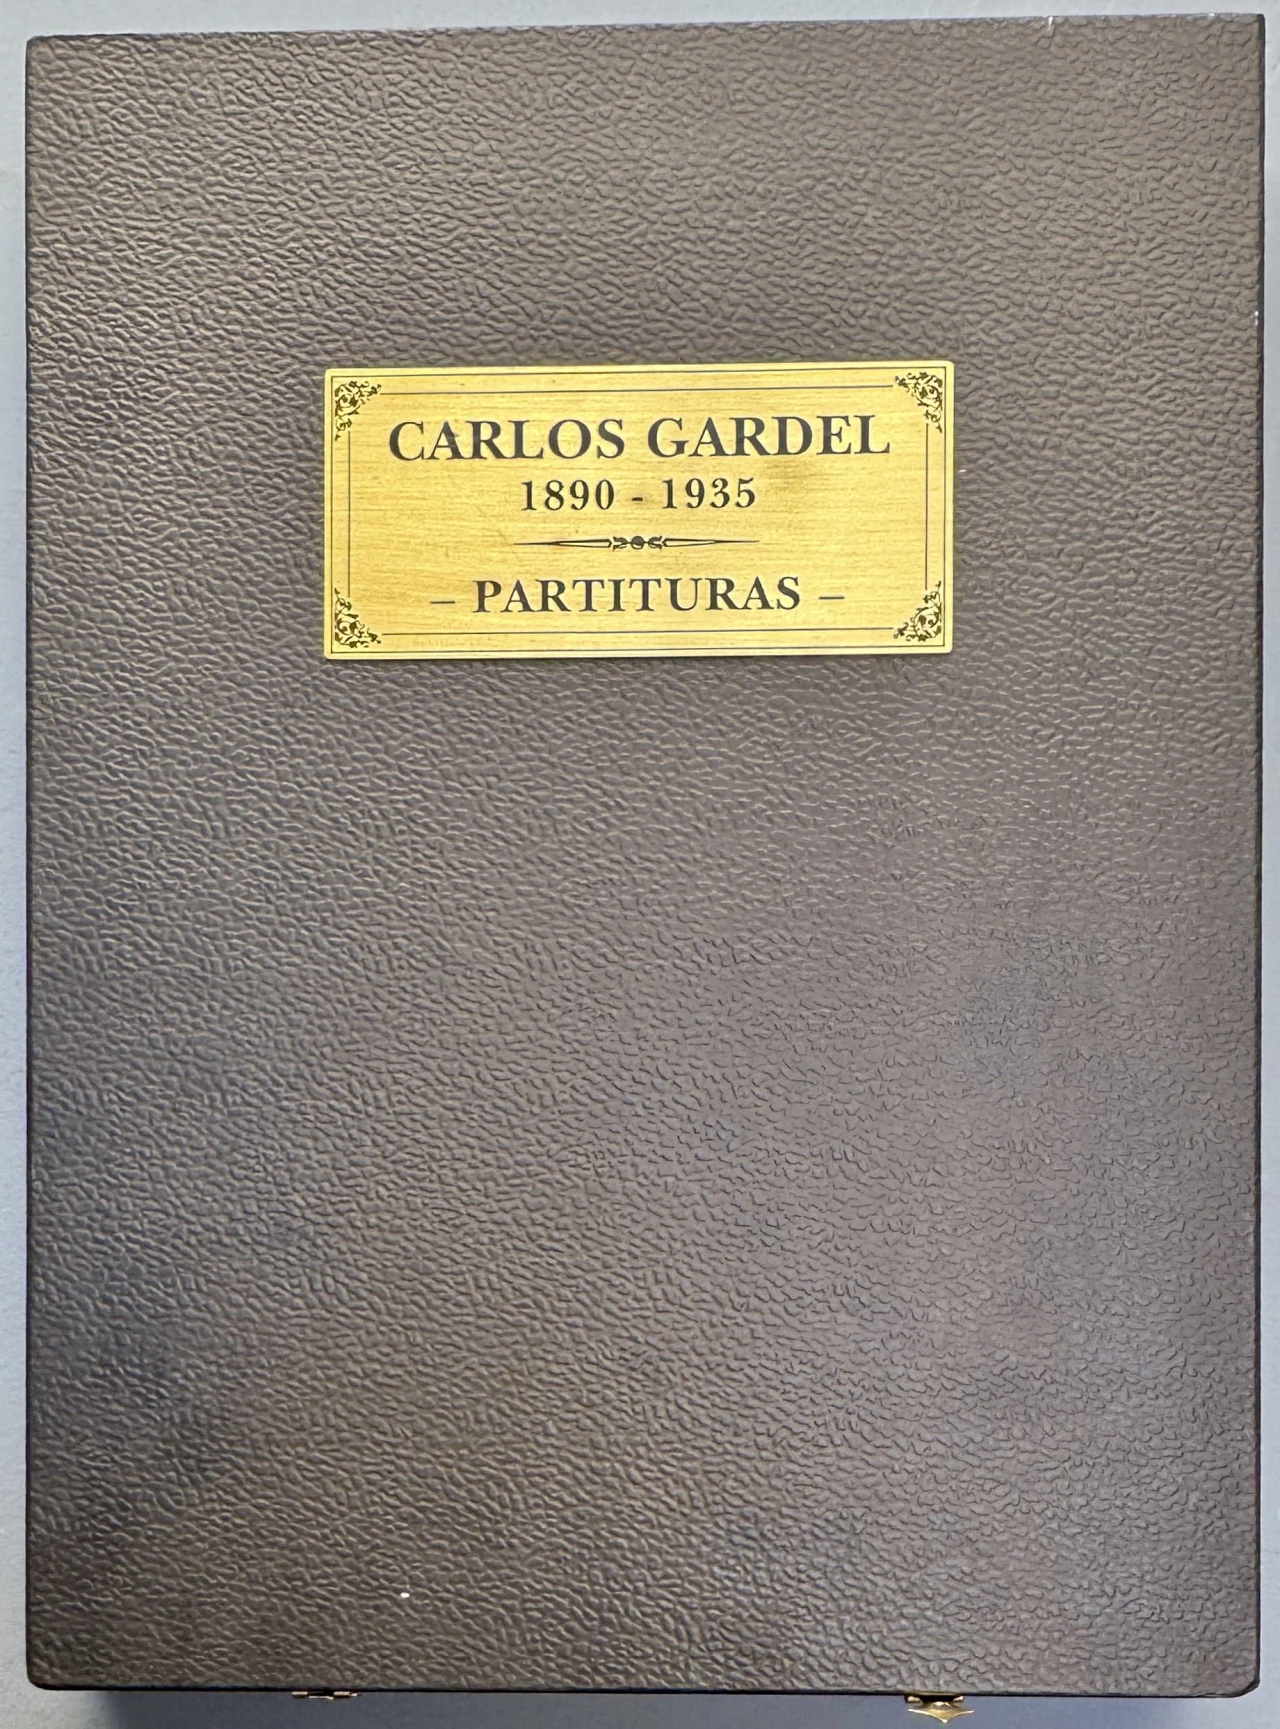 CARLOS GARDEL
1890 - 1935
– PARTITURAS –